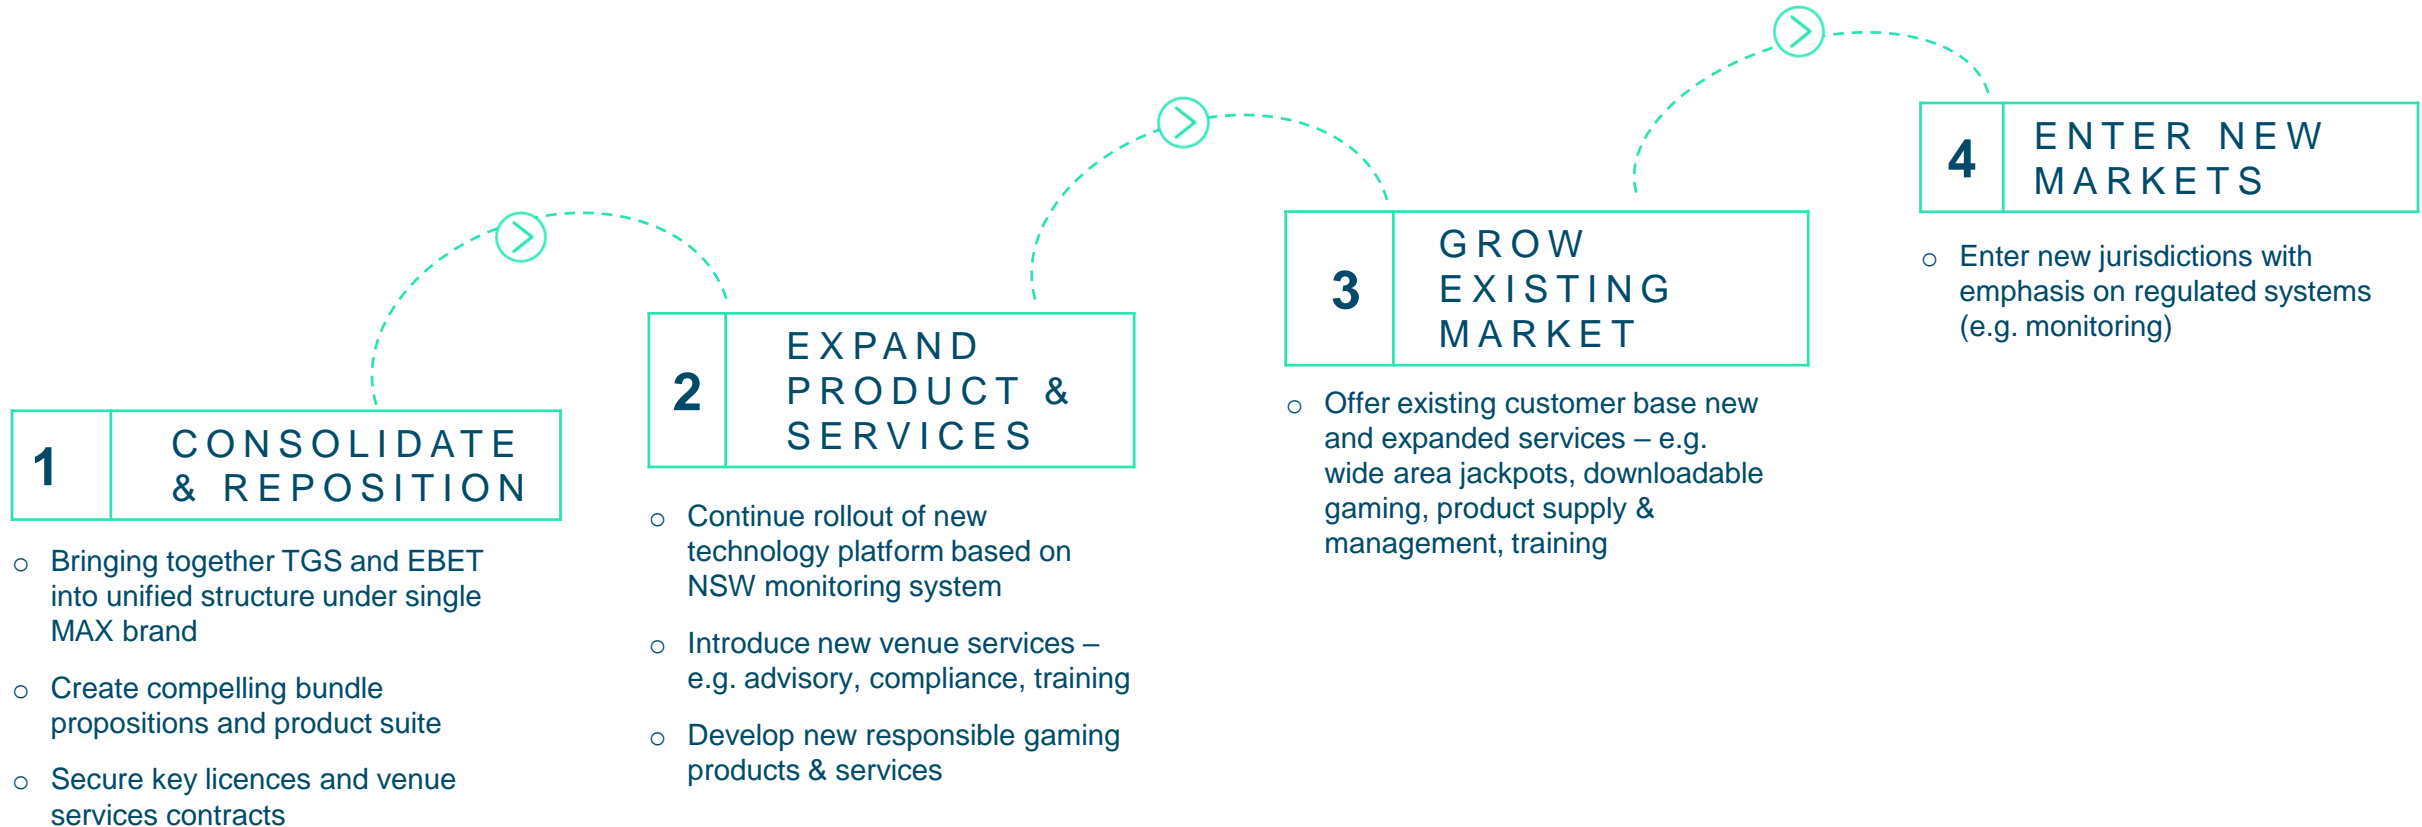 1
CONSOLIDATE
& REPOSITION
○ Bringing together TGS and EBET
into unified structure under single
MAX brand
○ Create compelling bundle
propositions and product suite
○ Secure key licences and venue
services contracts
2
EXPAND
PRODUCT &
SERVICES
○ Continue rollout of new
technology platform based on
NSW monitoring system
○ Introduce new venue services –
e.g. advisory, compliance, training
○ Develop new responsible gaming
products & services
3
GROW
EXISTING
MARKET
○ Offer existing customer base new
and expanded services – e.g.
wide area jackpots, downloadable
gaming, product supply &
management, training
4
ENTER NEW
MARKETS
○ Enter new jurisdictions with
emphasis on regulated systems
(e.g. monitoring)